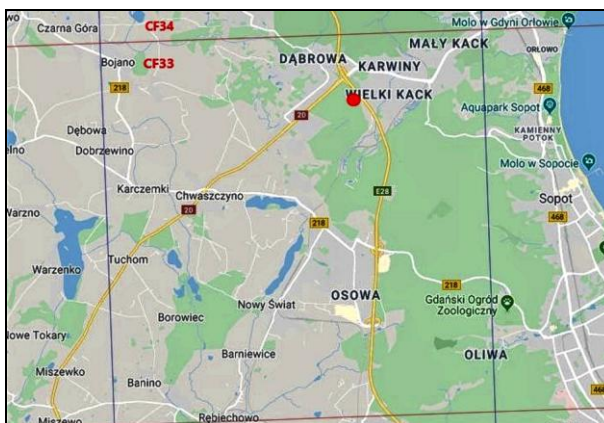 Czarna Góra
CF34
Molo w Gdyni Orłowie
MAŁY KACK
ORŁOWO
Bojano
CF33
DĄBROWA
KARWINY
218
WIELKI KACK
468
Aquapark Sopot
20
Dębowa
KAMIENNY
POTOK
Dobrzewino
Molo w Sopocie
Karczemki
Chwaszczyno
E28
Sopot
Warzno
20
218
468
Tuchom
Warzenko
218
Nowy Świat
OSOWA
Gdański Ogród
Zoologiczny
Borowiec
Nowe Tokary
Barniewice
OLIWA
Miszewko
Banino
Miszewo
Rębiechowo